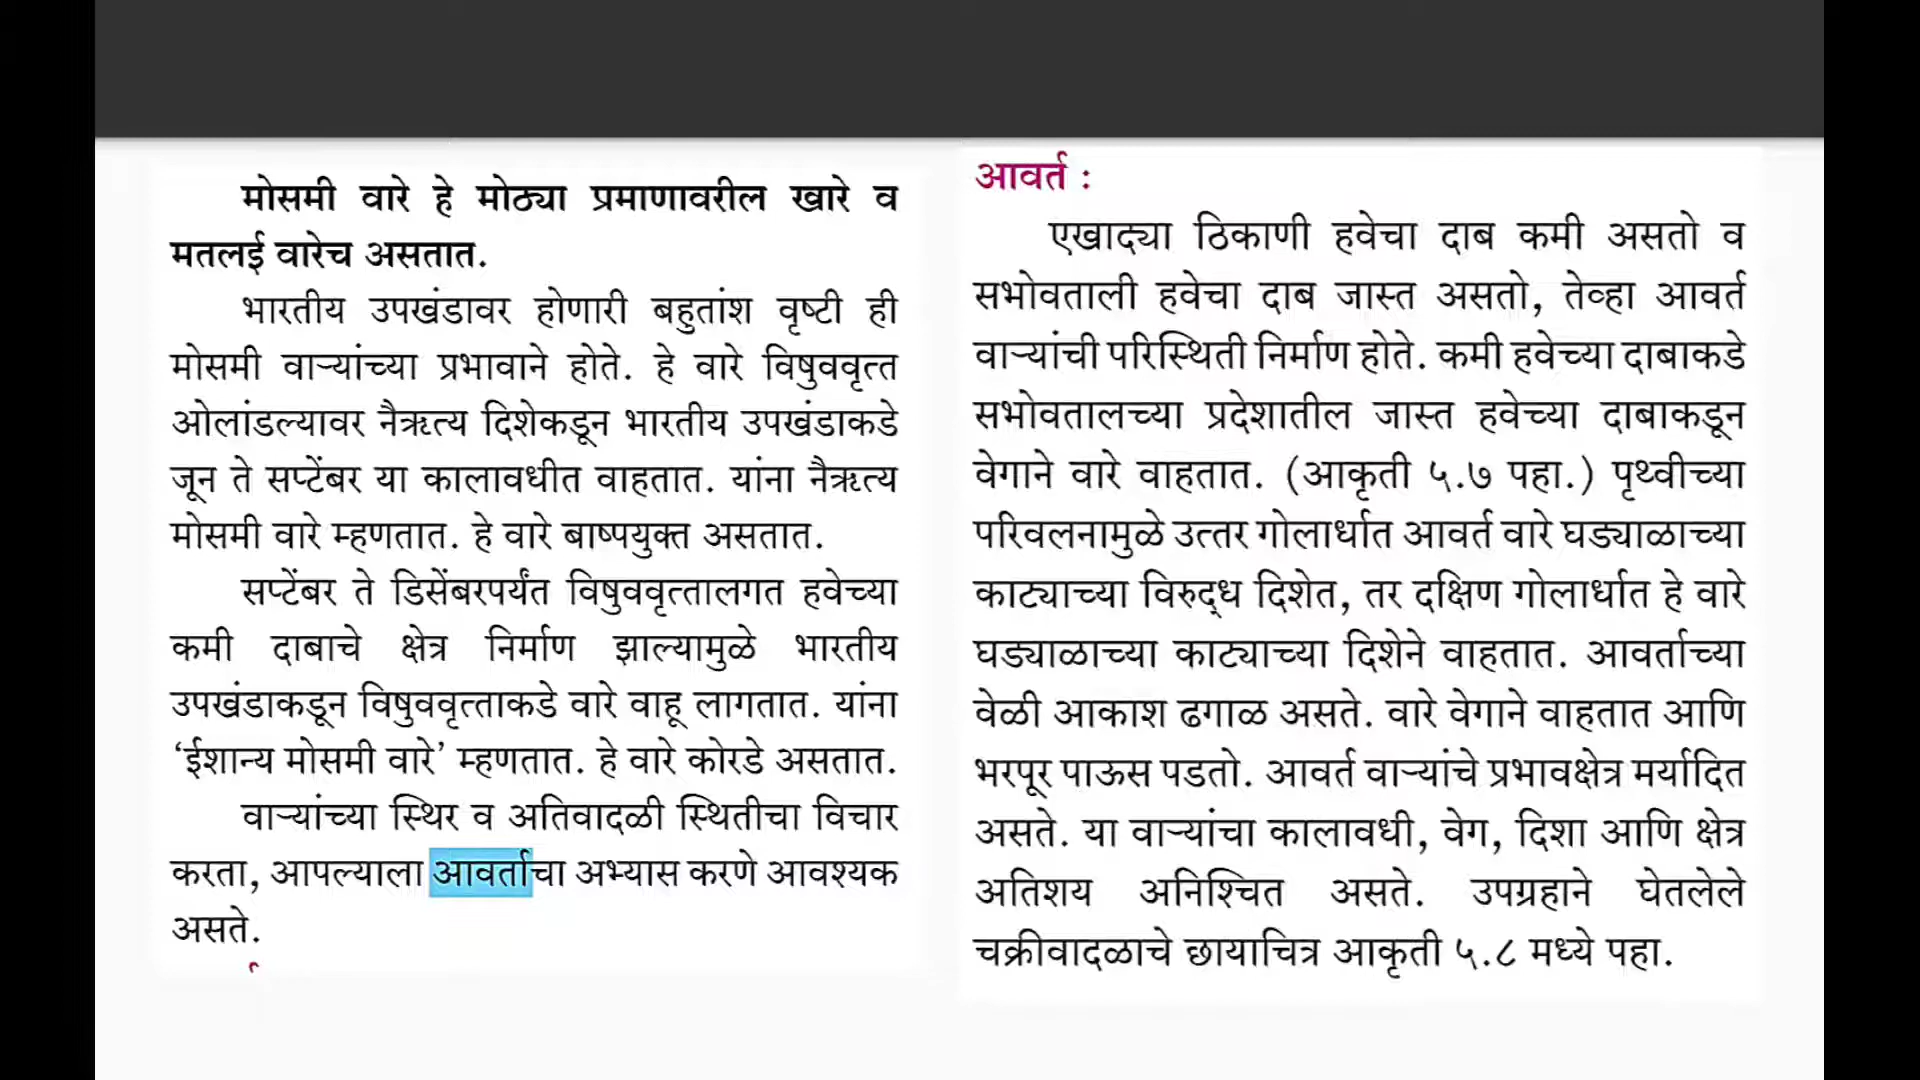 मोसमी वारे हे मोठ्या प्रमाणावरील खारे व
मतलई वारेच असतात.
भारतीय उपखंडावर होणारी बहुतांश वृष्टी ही
मोसमी वाऱ्यांच्या प्रभावाने होते. हे वारे विषुववृत्त
ओलांडल्यावर नैऋत्य दिशेकडून भारतीय उपखंडाकडे
जून ते सप्टेंबर या कालावधीत वाहतात. यांना नैऋत्य
मोसमी वारे म्हणतात. हे वारे बाष्पयुक्त असतात.
सप्टेंबर ते डिसेंबरपर्यंत विषुववृत्तालगत हवेच्या
कमी दाबाचे क्षेत्र निर्माण झाल्यामुळे भारतीय
उपखंडाकडून विषुववृत्ताकडे वारे वाहू लागतात. यांना
‘ईशान्य मोसमी वारे’ म्हणतात. हे वारे कोरडे असतात.
वाऱ्यांच्या स्थिर व अतिवादळी स्थितीचा विचार
करता, आपल्याला आवर्ताचा अभ्यास करणे आवश्यक
असते.
आवर्त :
एखाद्या ठिकाणी हवेचा दाब कमी असतो व
सभोवताली हवेचा दाब जास्त असतो, तेव्हा आवर्त
वाऱ्यांची परिस्थिती निर्माण होते. कमी हवेच्या दाबाकडे
सभोवतालच्या प्रदेशातील जास्त हवेच्या दाबाकडून
वेगाने वारे वाहतात. (आकृती ५.७ पहा.) पृथ्वीच्या
परिवलनामुळे उत्तर गोलार्धात आवर्त वारे घड्याळाच्या
काट्याच्या विरुद्ध दिशेत, तर दक्षिण गोलार्धात हे वारे
घड्याळाच्या काट्याच्या दिशेने वाहतात. आवर्ताच्या
वेळी आकाश ढगाळ असते. वारे वेगाने वाहतात आणि
भरपूर पाऊस पडतो. आवर्त वाऱ्यांचे प्रभावक्षेत्र मर्यादित
असते. या वाऱ्यांचा कालावधी, वेग, दिशा आणि क्षेत्र
अतिशय अनिश्चित असते. उपग्रहाने घेतलेले
चक्रीवादळाचे छायाचित्र आकृती ५.८ मध्ये पहा.